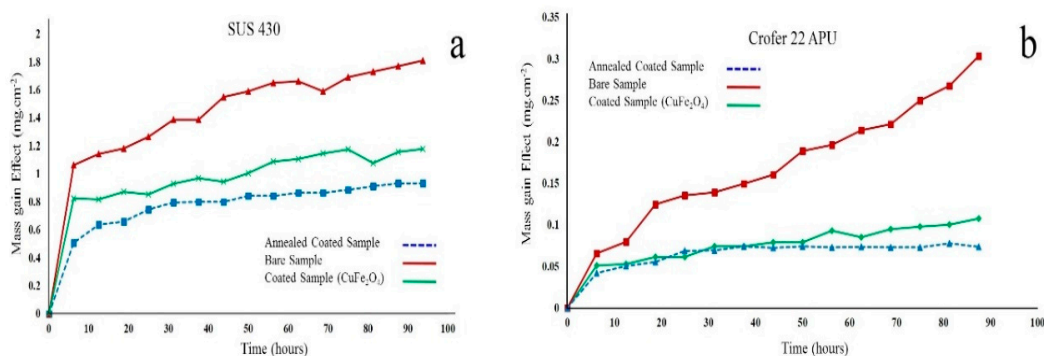 SUS 430
a
Mass gain Effect (mg.cm-2)
2
1.8
1.6
1.4
1.2
1
0.8
0.6
0.4
0.2
0
Annealed Coated Sample
Bare Sample
Coated Sample (CuFe2O4)
0 10 20 30 40 50 60 70 80 90 100
Time (hours)
Crofer 22 APU
b
Mass gain Effect (mg.cm-2)
0.35
0.3
0.25
0.2
0.15
0.1
0.05
0
Annealed Coated Sample
Bare Sample
Coated Sample (CuFe2O4)
0 10 20 30 40 50 60 70 80 90 100
Time (hours)